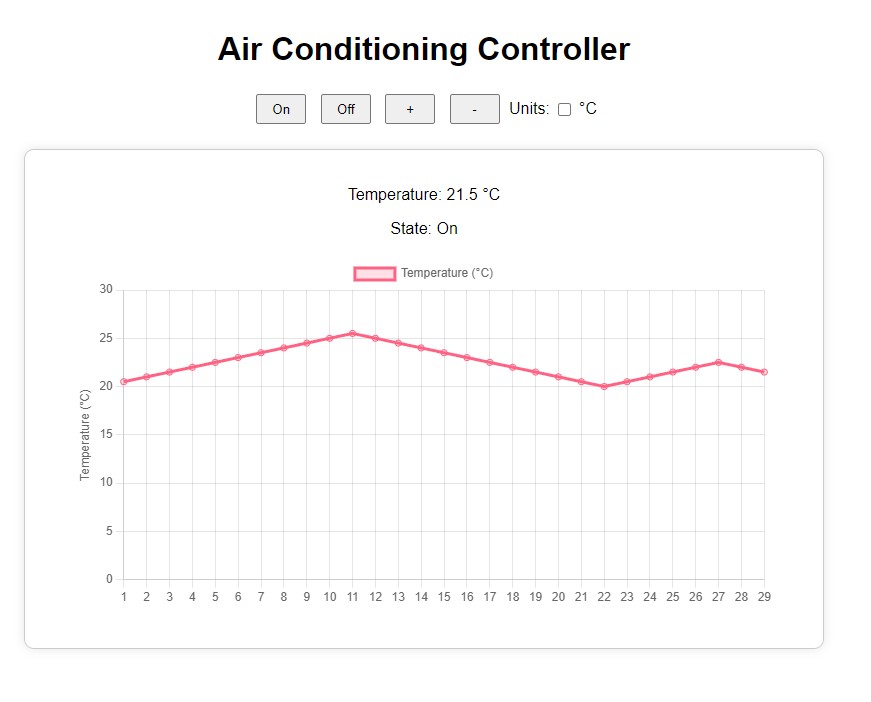 Air Conditioning Controller
On Off + - Units: °C
Temperature: 21.5 °C
State: On
Temperature (°C)
30
25
20
15
10
5
0
Temperature (°C)
1 2 3 4 5 6 7 8 9 10 11 12 13 14 15 16 17 18 19 20 21 22 23 24 25 26 27 28 29